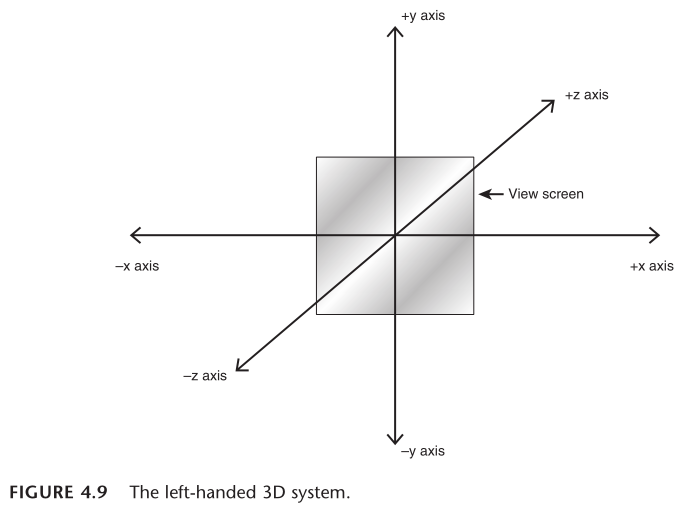 +y axis
+z axis
View screen
–x axis
+x axis
–z axis
–y axis
FIGURE 4.9 The left-handed 3D system.